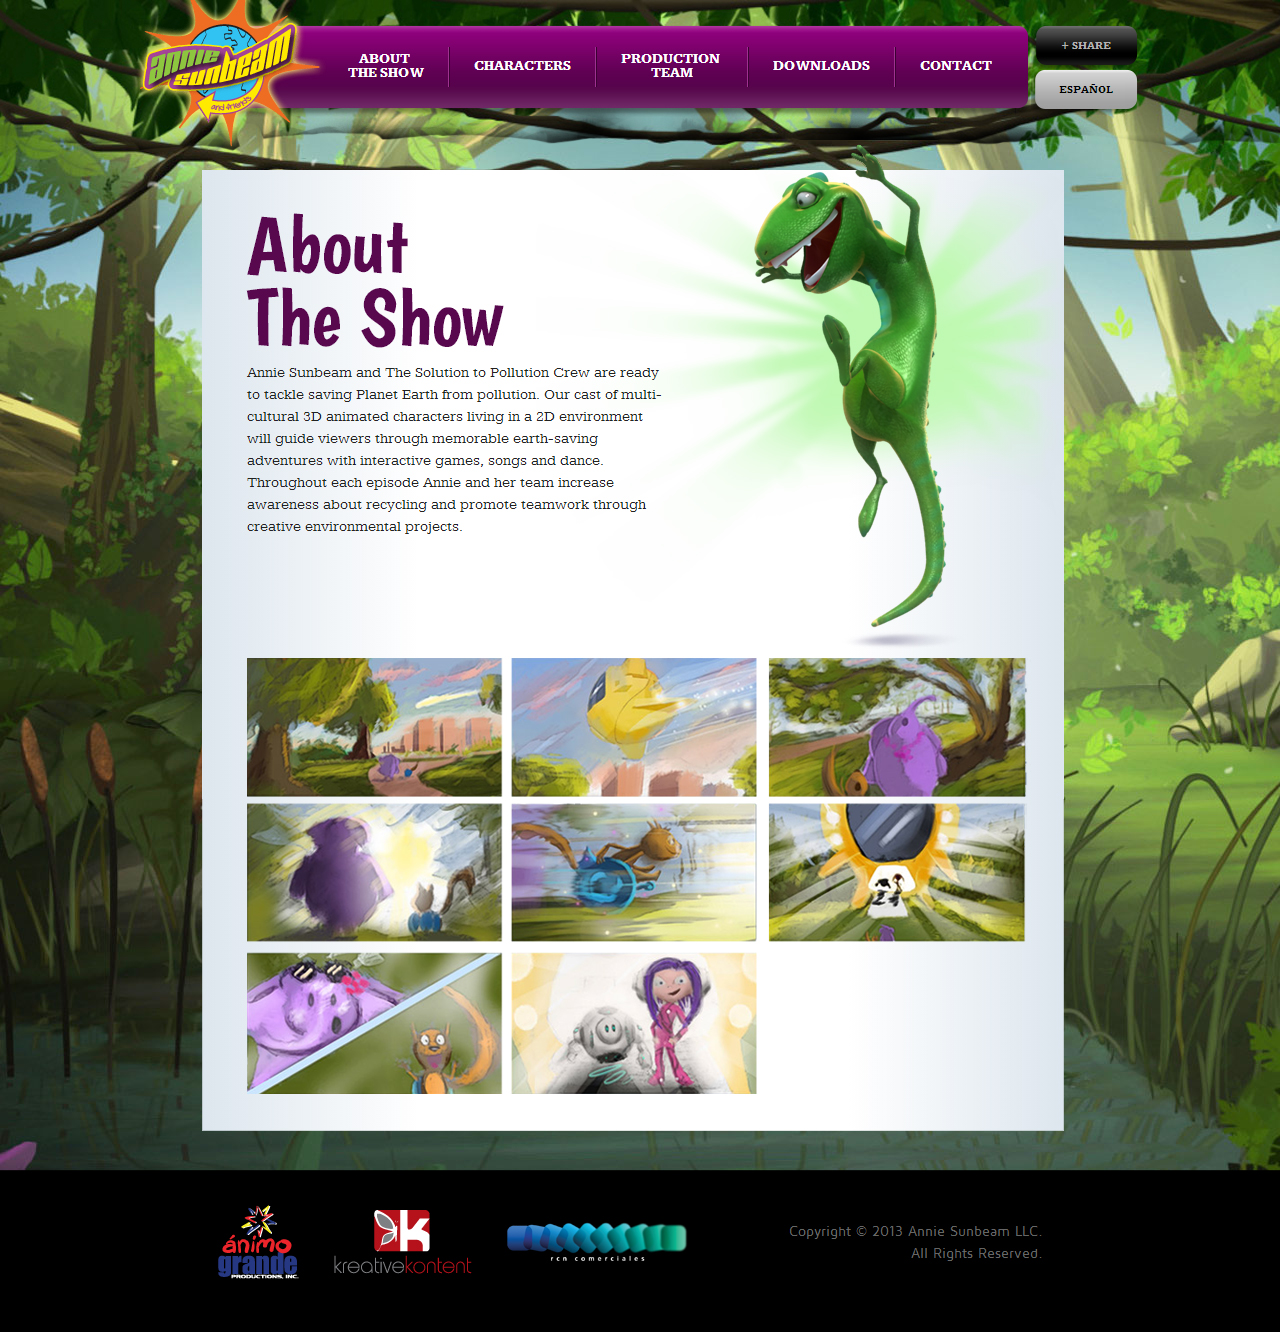 annie
sunbeam
and friends
ABOUT
THE SHOW
CHARACTERS
PRODUCTION
TEAM
DOWNLOADS
CONTACT
+ SHARE
ESPAÑOL
About
The Show
Annie Sunbeam and The Solution to Pollution Crew are ready
to tackle saving Planet Earth from pollution. Our cast of multi-
cultural 3D animated characters living in a 2D environment
will guide viewers through memorable earth-saving
adventures with interactive games, songs and dance.
Throughout each episode Annie and her team increase
awareness about recycling and promote teamwork through
creative environmental projects.
ánimo
grande
PRODUCTIONS, INC.
k
kreativekontent
rcn comerciales
Copyright © 2013 Annie Sunbeam LLC.
All Rights Reserved.